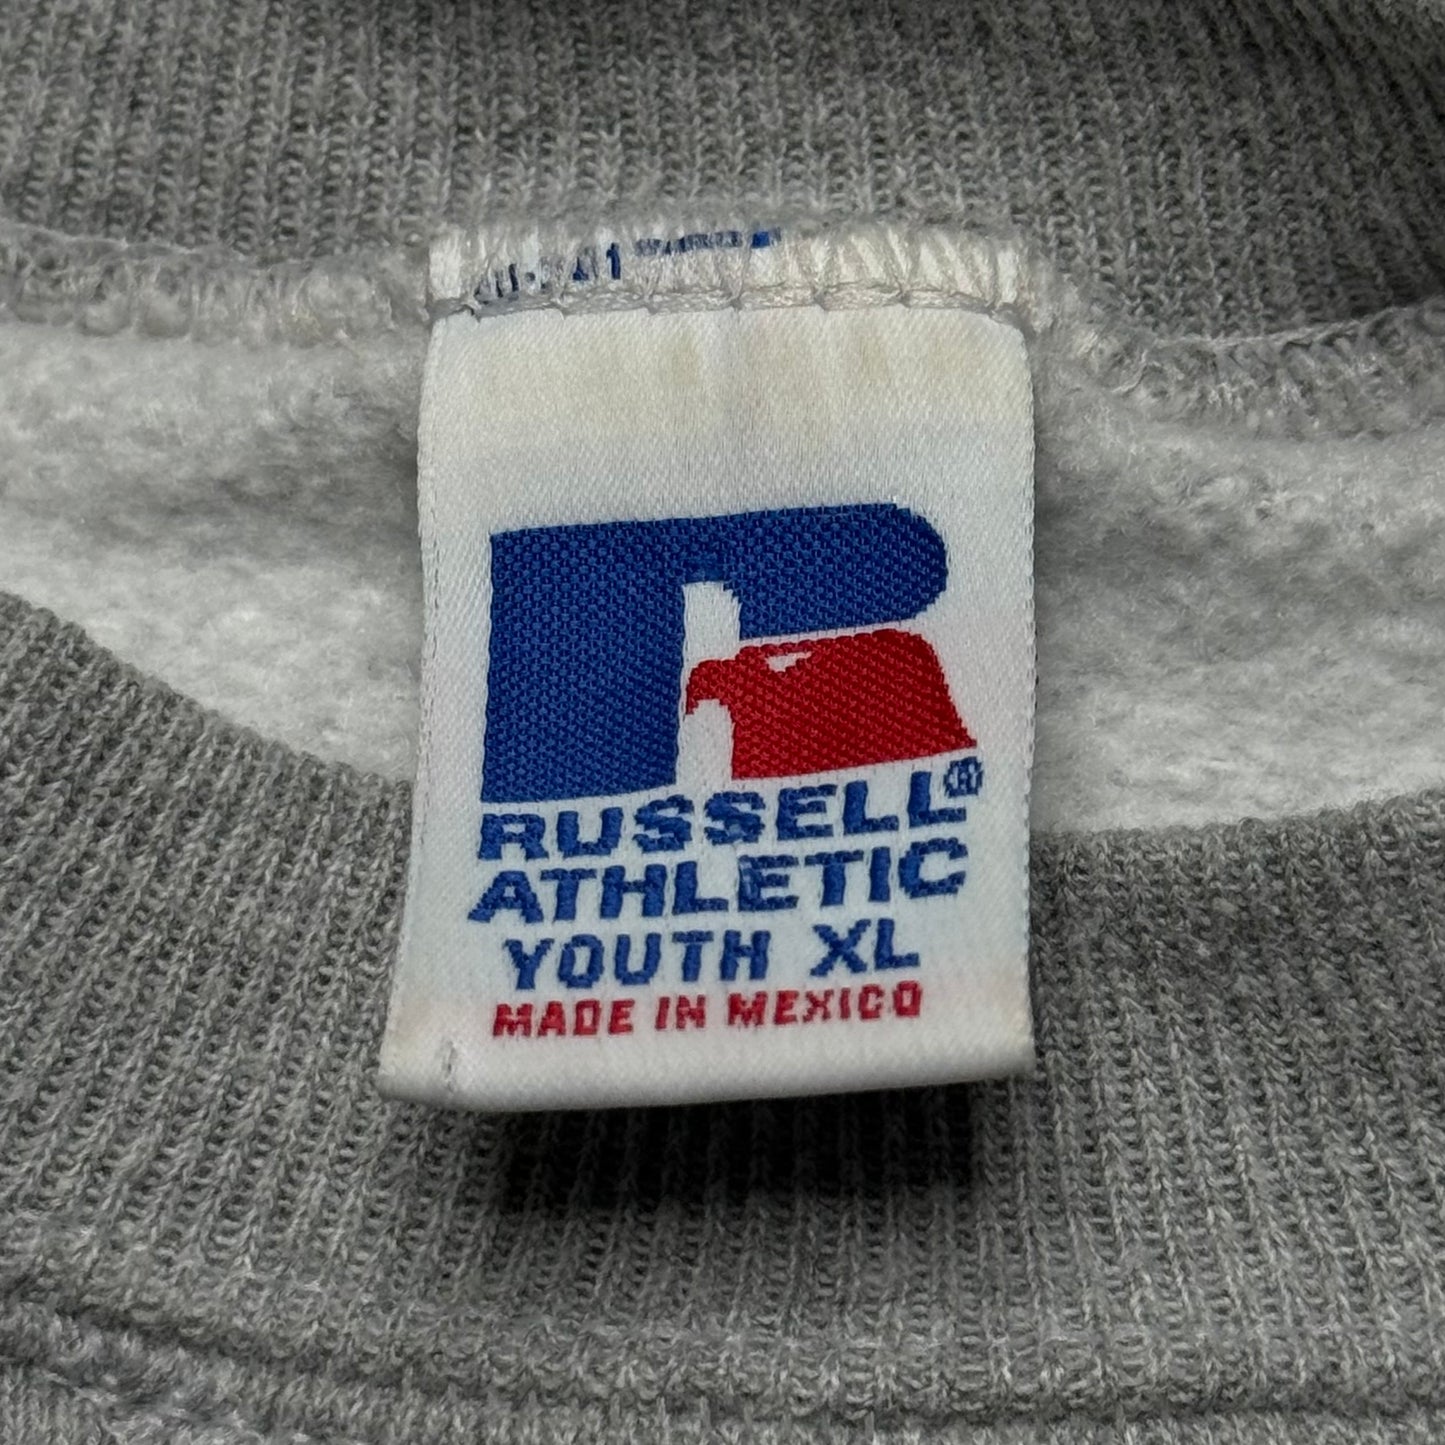 RUSSELL®
ATHLETIC
YOUTH XL
MADE IN MEXICO